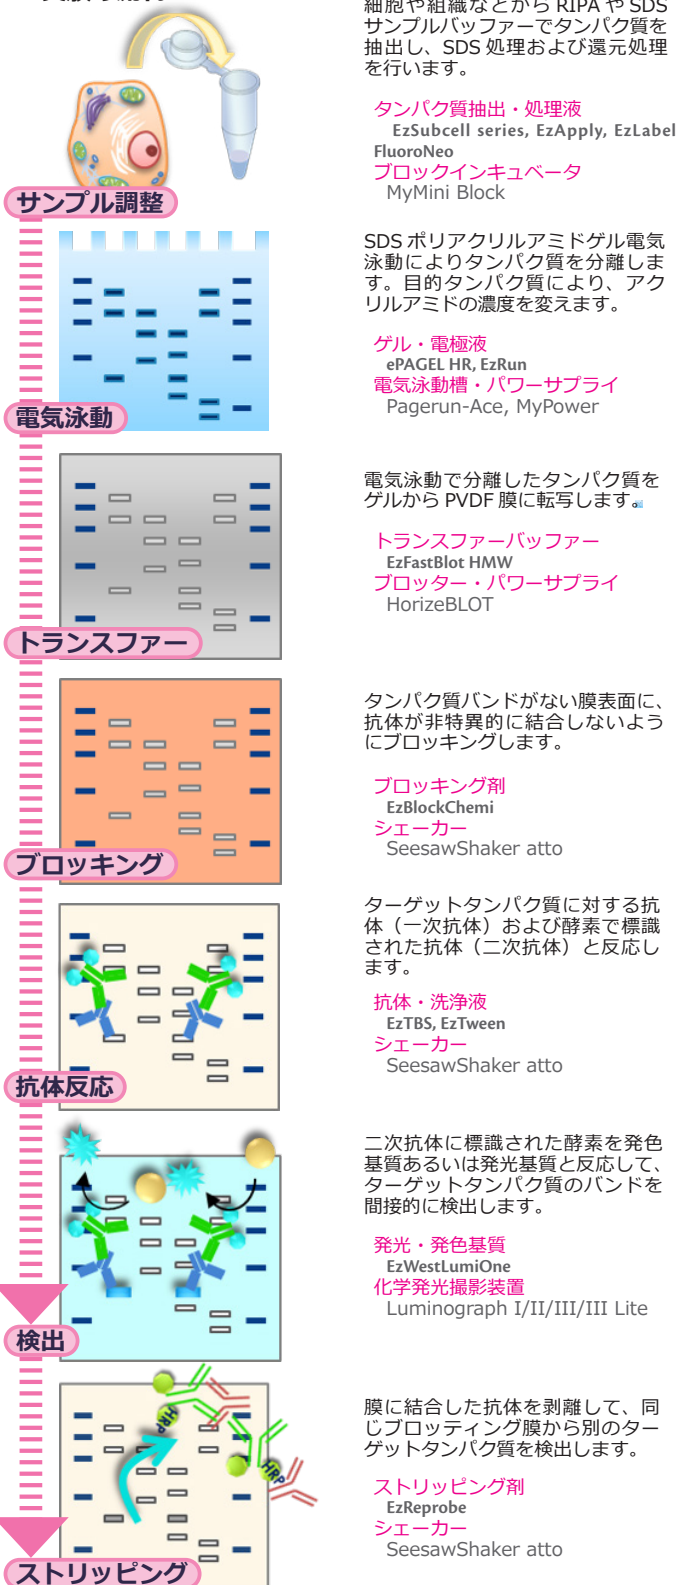 細胞や組織などから RIPA や SDS
サンプルバッファーでタンパク質を
抽出し、SDS 処理および還元処理
を行います。
タンパク質抽出・処理液
EzSubcell series, EzApply, EzLabel
FluoroNeo
ブロックインキュベータ
MyMini Block
サンプル調整
SDS ポリアクリルアミドゲル電気
泳動によりタンパク質を分離しま
す。目的タンパク質により、アク
リルアミドの濃度を変えます。
ゲル・電極液
ePAGEL HR, EzRun
電気泳動槽・パワーサプライ
Pagerun-Ace, MyPower
電気泳動
電気泳動で分離したタンパク質を
ゲルから PVDF 膜に転写します。
トランスファーバッファー
EzFastBlot HMW
ブロッター・パワーサプライ
HorizeBLOT
トランスファー
タンパク質バンドがない膜表面に、
抗体が非特異的に結合しないよう
にブロッキングします。
ブロッキング剤
EzBlockChemi
シェーカー
SeesawShaker atto
ブロッキング
ターゲットタンパク質に対する抗
体（一次抗体）および酵素で標識
された抗体（二次抗体）と反応し
ます。
抗体・洗浄液
EzTBS, EzTween
シェーカー
SeesawShaker atto
抗体反応
二次抗体に標識された酵素を発色
基質あるいは発光基質と反応して、
ターゲットタンパク質のバンドを
間接的に検出します。
発光・発色基質
EzWestLumiOne
化学発光撮影装置
Luminograph I/II/III/III Lite
検出
HRP
HRP
膜に結合した抗体を剥離して、同
じブロッティング膜から別のター
ゲットタンパク質を検出します。
ストリッピング剤
EzReprobe
シェーカー
SeesawShaker atto
ストリッピング